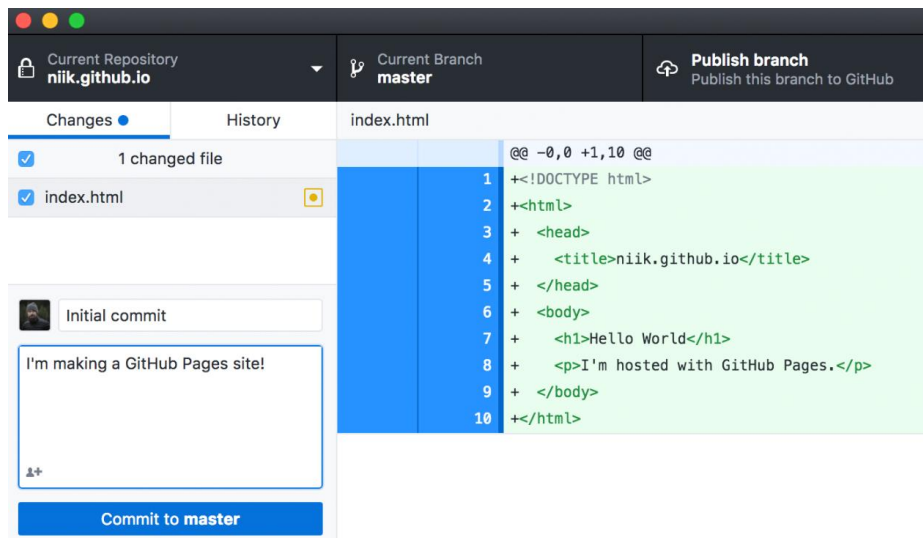 Current Repository
niik.github.io
Current Branch
master
Publish branch
Publish this branch to GitHub
Changes
History
1 changed file
index.html
Initial commit
I'm making a GitHub Pages site!
Commit to master
index.html
@@ -0,0 +1,10 @@
1 +<!DOCTYPE html>
2 +<html>
3 +  <head>
4 +    <title>niik.github.io</title>
5 +  </head>
6 +  <body>
7 +    <h1>Hello World</h1>
8 +    <p>I'm hosted with GitHub Pages.</p>
9 +  </body>
10 +</html>